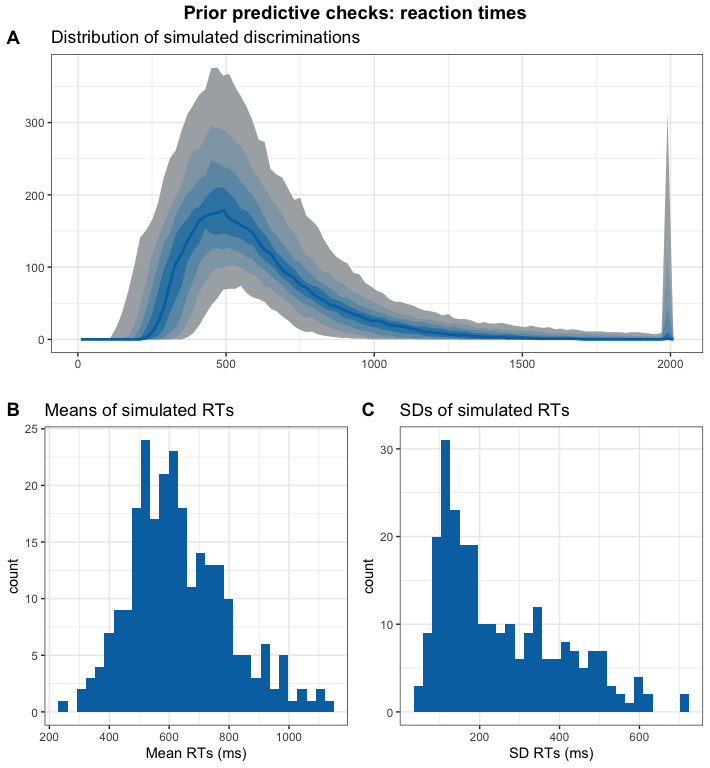 Prior predictive checks: reaction times
A Distribution of simulated discriminations
300
200
100
0
0 500 1000 1500 2000
B Means of simulated RTs
25
20
15
10
5
0
count
200 400 600 800 1000
Mean RTs (ms)
C SDs of simulated RTs
30
20
10
0
count
200 400 600
SD RTs (ms)